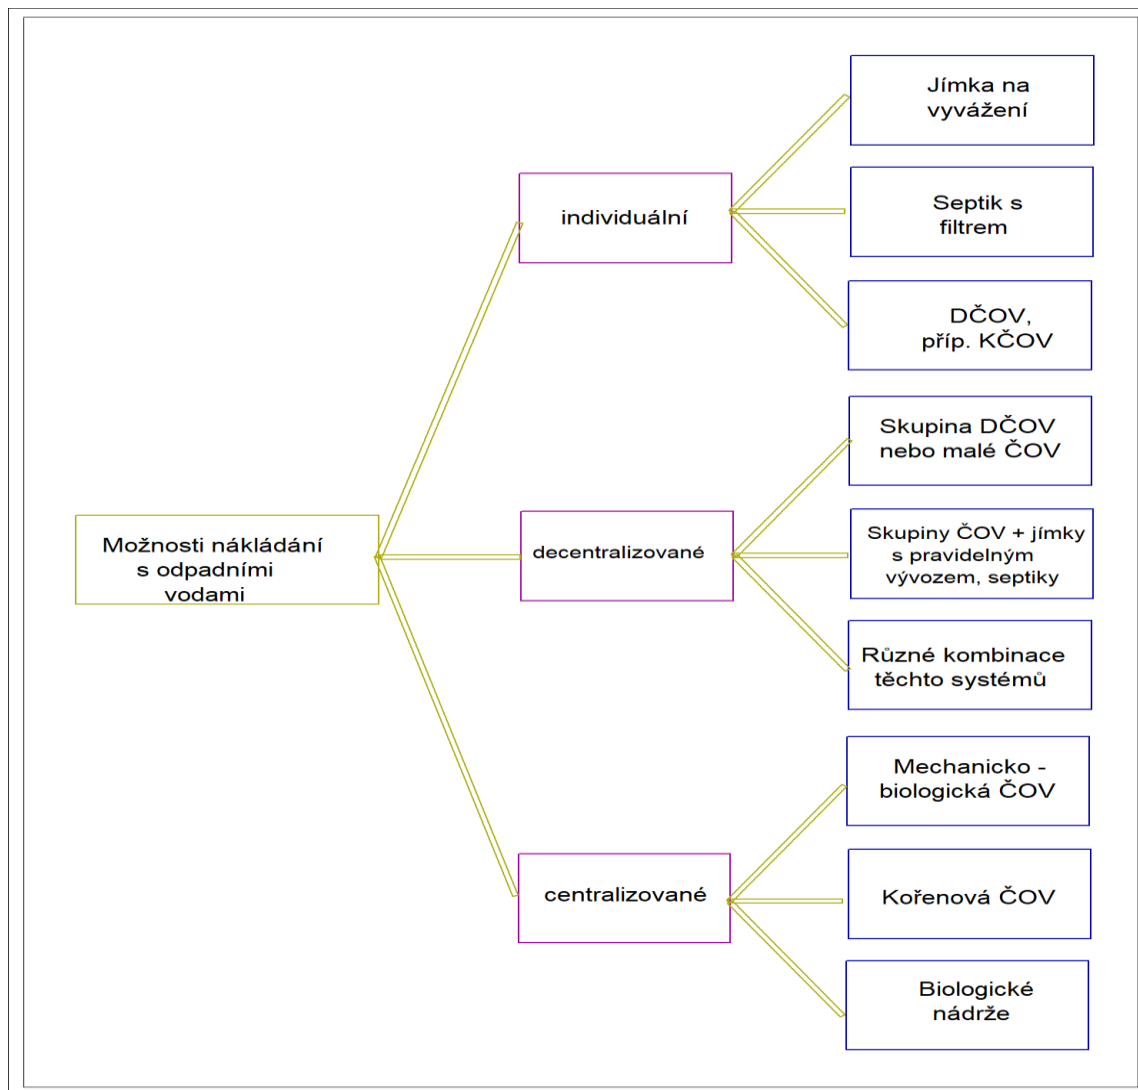 Možnosti nákládání
s odpadními
vodami
individuální
Jímka na
vyvážení
Septik s
filtrem
DČOV,
příp. KČOV
decentralizované
Skupina DČOV
nebo malé ČOV
Skupiny ČOV + jímky
s pravidelným
vývozem, septiky
Různé kombinace
těchto systémů
centralizované
Mechanicko -
biologická ČOV
Kořenová ČOV
Biologické
nádrže